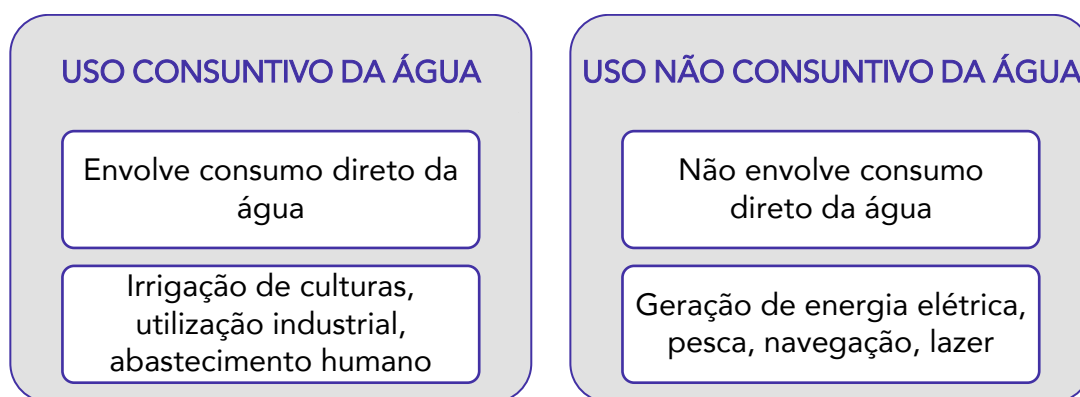 USO CONSUNTIVO DA ÁGUA
Envolve consumo direto da
água
Irrigação de culturas,
utilização industrial,
abastecimento humano
USO NÃO CONSUNTIVO DA ÁGUA
Não envolve consumo
direto da água
Geração de energia elétrica,
pesca, navegação, lazer